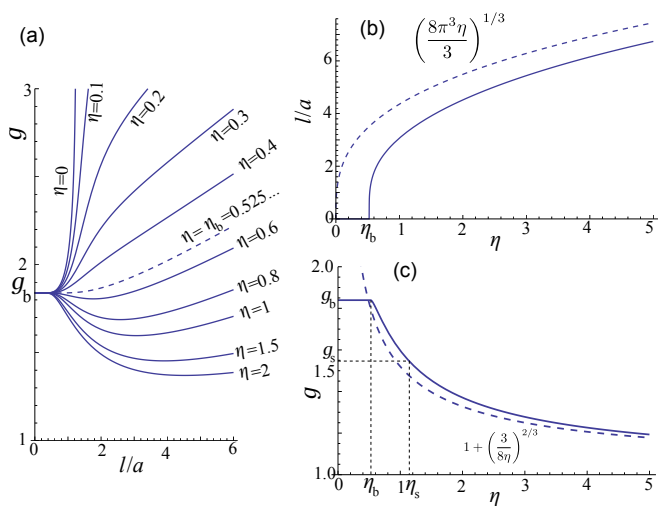 (a)
3
2
g_b
1
g
0
2
4
6
l/a
η=0
η=0.1
η=0.2
η=0.3
η=0.4
η= η_b=0.525...
η=0.6
η=0.8
η=1
η=1.5
η=2
(b)
(8π³η/3)^{1/3}
6
4
2
0
l/a
0
η_b
1
2
3
4
5
η
(c)
2.0
g_b
g_s
1.5
1.0
g
1 + (3/8η)^{2/3}
0
η_b
1
η_s
2
3
4
5
η